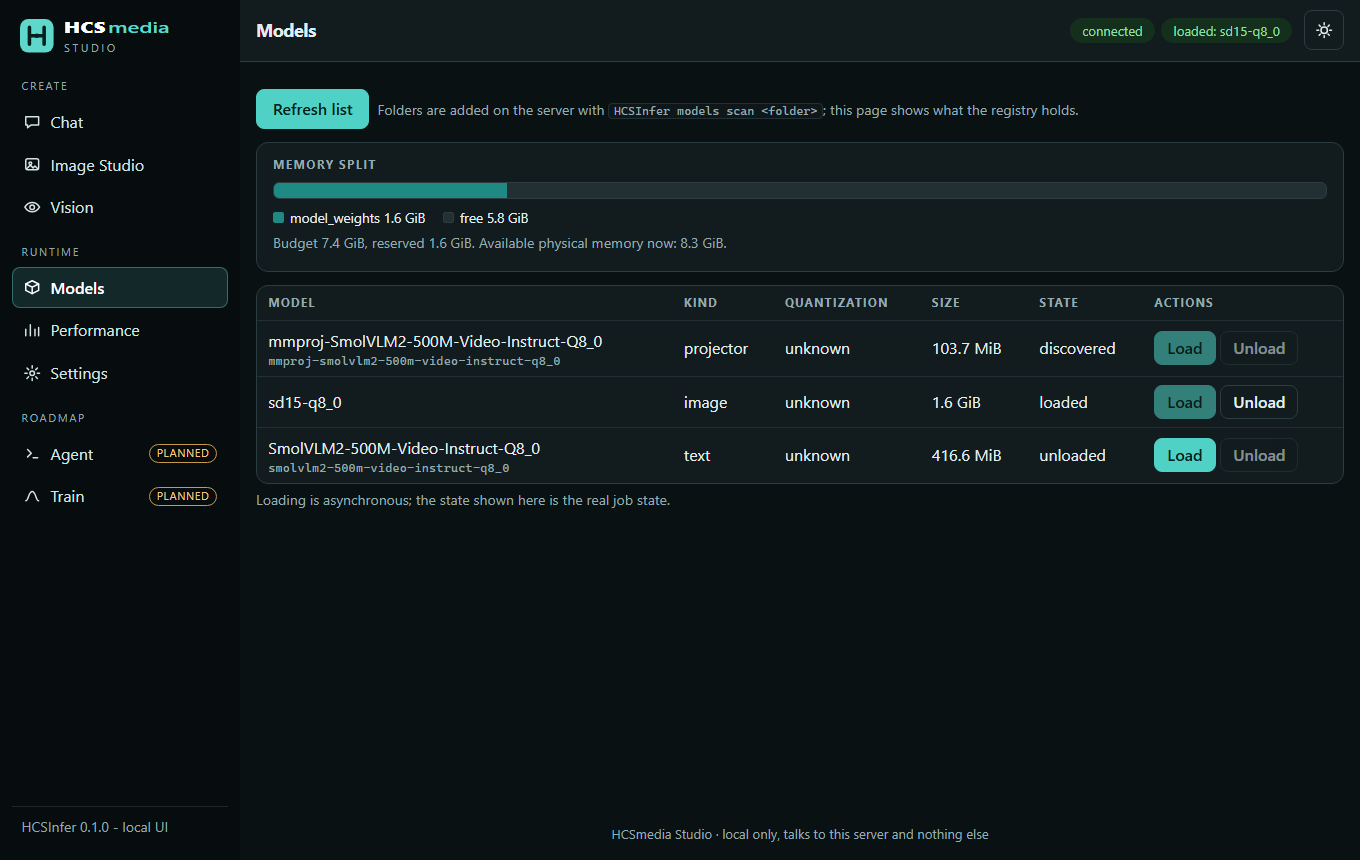 HCSmedia
STUDIO
CREATE
Chat
Image Studio
Vision
RUNTIME
Models
Performance
Settings
ROADMAP
Agent PLANNED
Train PLANNED
HCSInfer 0.1.0 - local UI
Models
connected loaded: sd15-q8_0
Refresh list Folders are added on the server with HCSInfer models scan <folder>; this page shows what the registry holds.
MEMORY SPLIT
model_weights 1.6 GiB free 5.8 GiB
Budget 7.4 GiB, reserved 1.6 GiB. Available physical memory now: 8.3 GiB.
MODEL KIND QUANTIZATION SIZE STATE ACTIONS
mmproj-SmolVLM2-500M-Video-Instruct-Q8_0 projector unknown 103.7 MiB discovered Load Unload
mmproj-smolvlm2-500m-video-instruct-q8_0
sd15-q8_0 image unknown 1.6 GiB loaded Load Unload
SmolVLM2-500M-Video-Instruct-Q8_0 text unknown 416.6 MiB unloaded Load Unload
smolvlm2-500m-video-instruct-q8_0
Loading is asynchronous; the state shown here is the real job state.
HCSmedia Studio · local only, talks to this server and nothing else